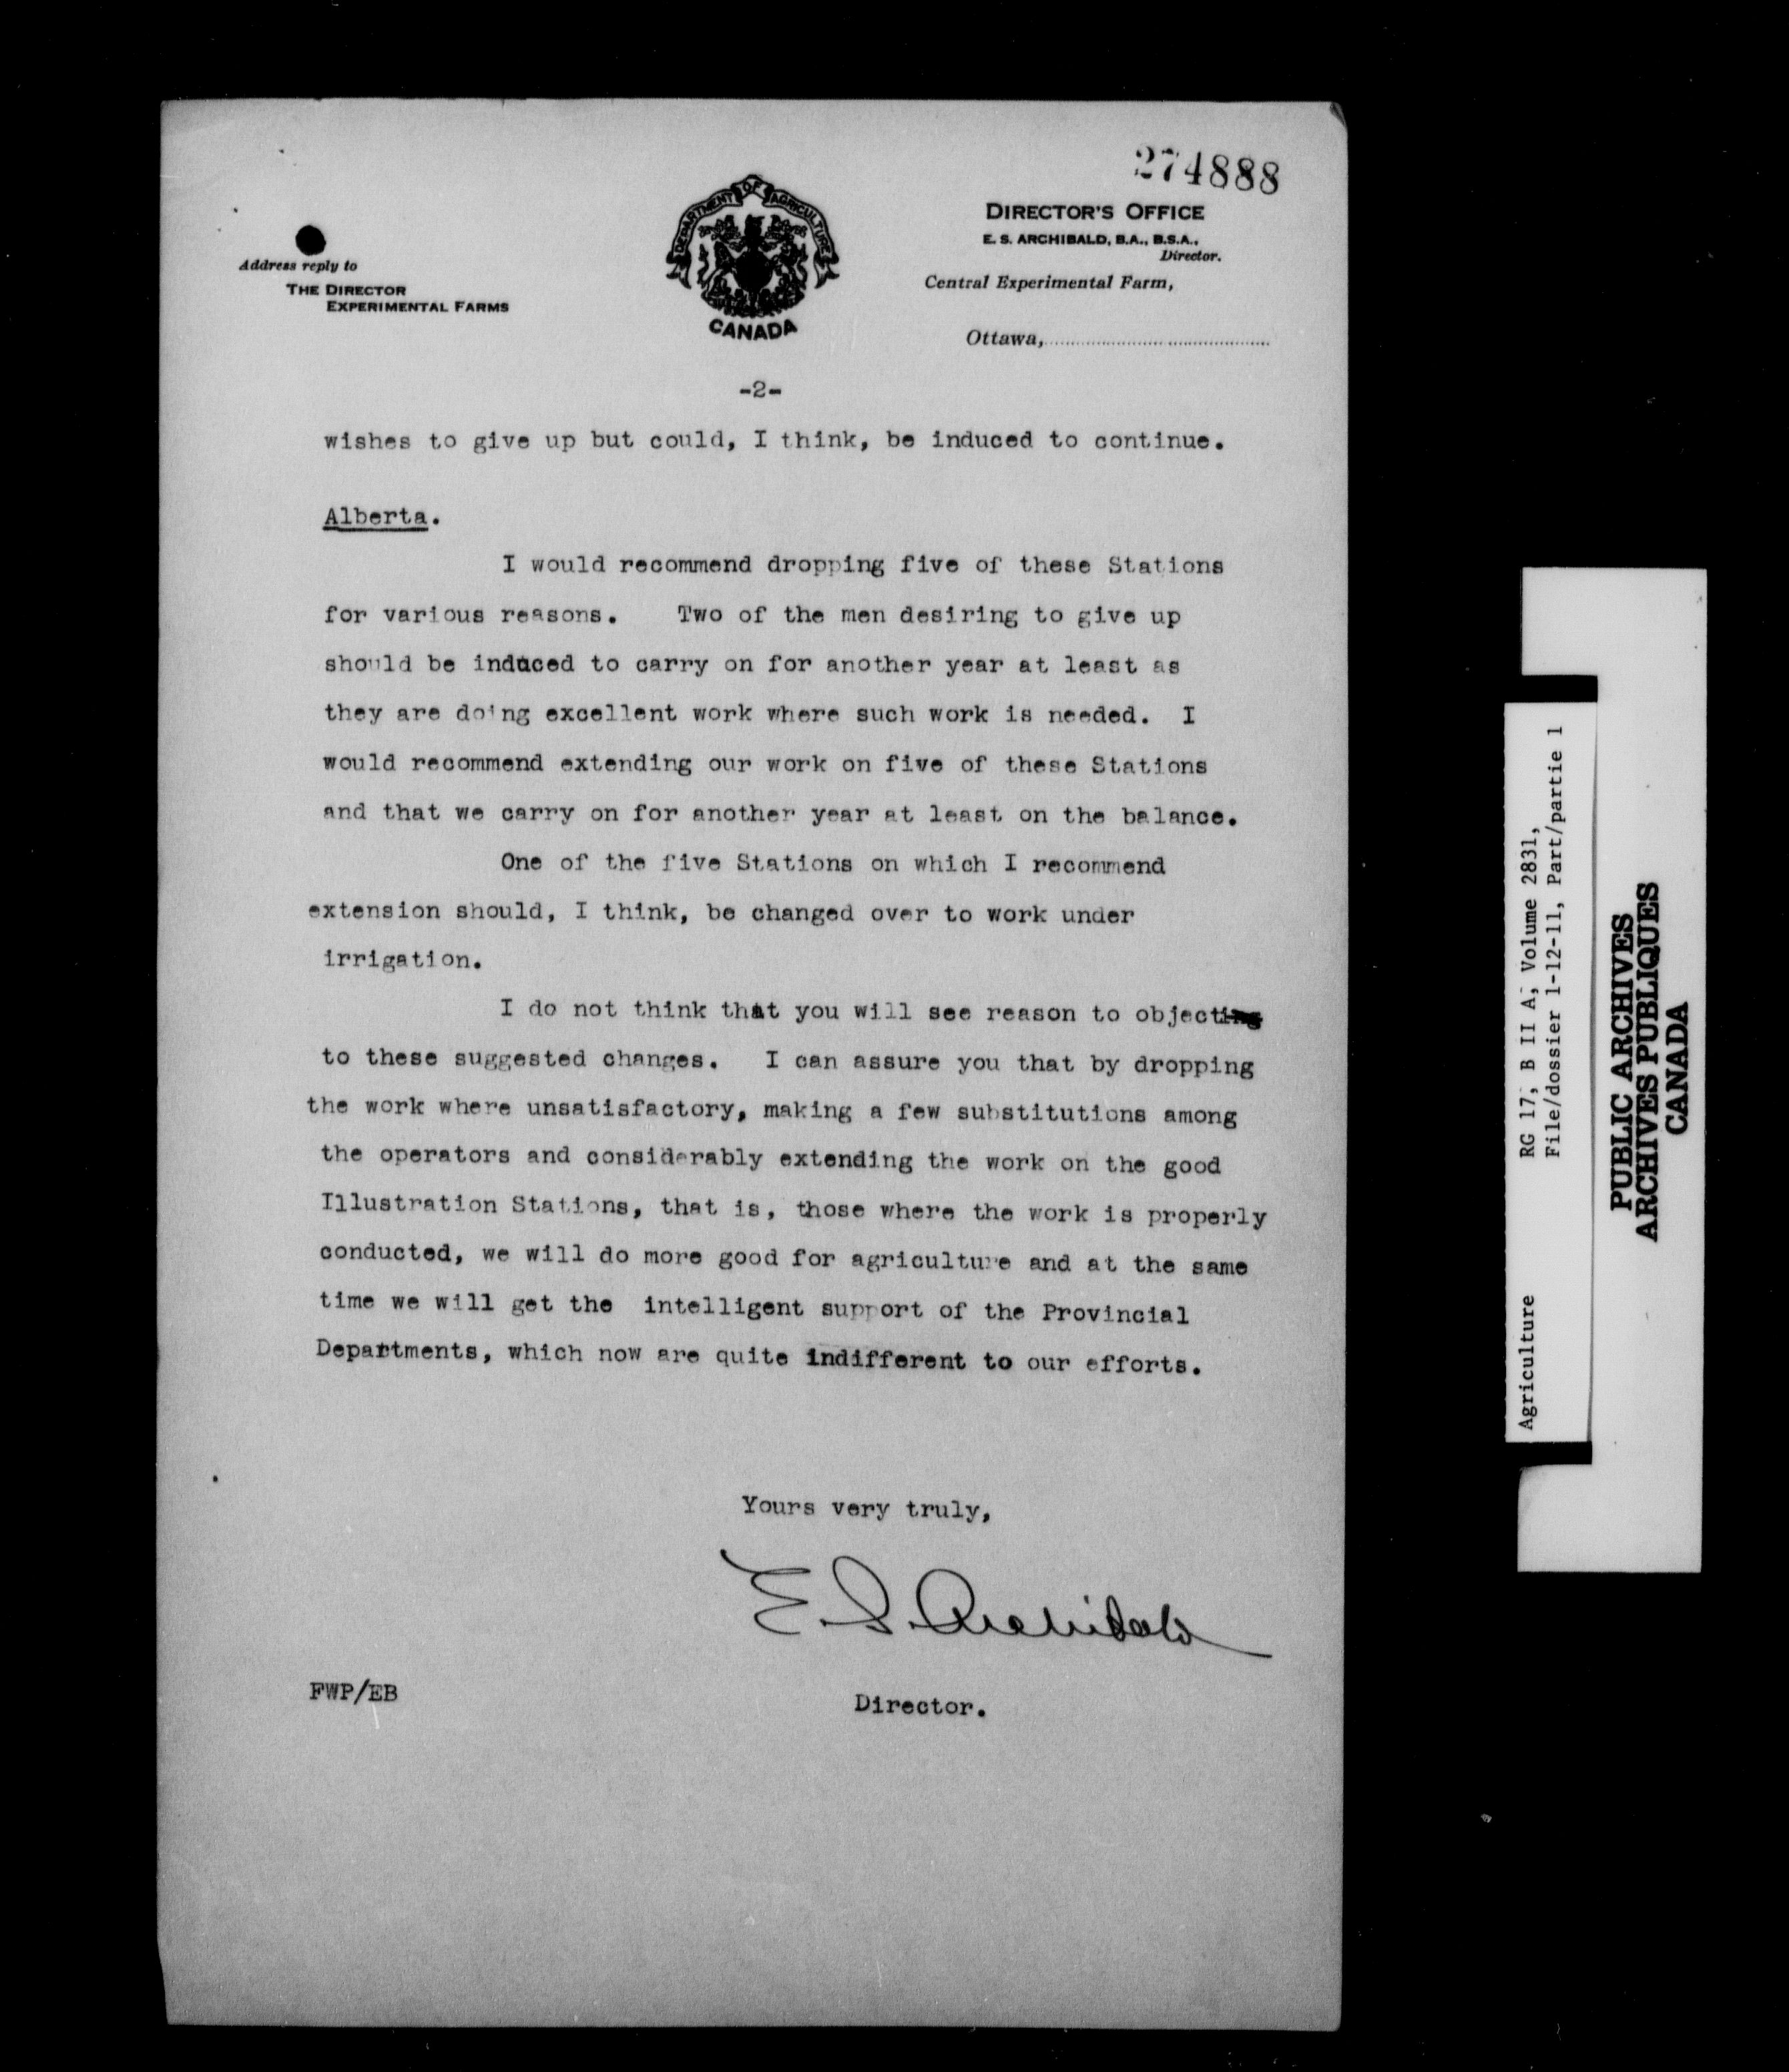 274888
DEPARTMENT OF AGRICULTURE
CANADA
DIRECTOR'S OFFICE
E. S. ARCHIBALD, B.A., B.S.A.,
Director.
Central Experimental Farm,
Ottawa,
Address reply to
THE DIRECTOR
EXPERIMENTAL FARMS
-2-
wishes to give up but could, I think, be induced to continue.
Alberta.
I would recommend dropping five of these Stations
for various reasons. Two of the men desiring to give up
should be induced to carry on for another year at least as
they are doing excellent work where such work is needed. I
would recommend extending our work on five of these Stations
and that we carry on for another year at least on the balance.
One of the five Stations on which I recommend
extension should, I think, be changed over to work under
irrigation.
I do not think that you will see reason to objecting
to these suggested changes. I can assure you that by dropping
the work where unsatisfactory, making a few substitutions among
the operators and considerably extending the work on the good
Illustration Stations, that is, those where the work is properly
conducted, we will do more good for agriculture and at the same
time we will get the intelligent support of the Provincial
Departments, which now are quite indifferent to our efforts.
Yours very truly,
E. S. Archibald
FWP/EB
Director.
Agriculture RG 17, B II A, Volume 2831,
File/dossier 1-12-11, Part/partie 1
PUBLIC ARCHIVES
ARCHIVES PUBLIQUES
CANADA